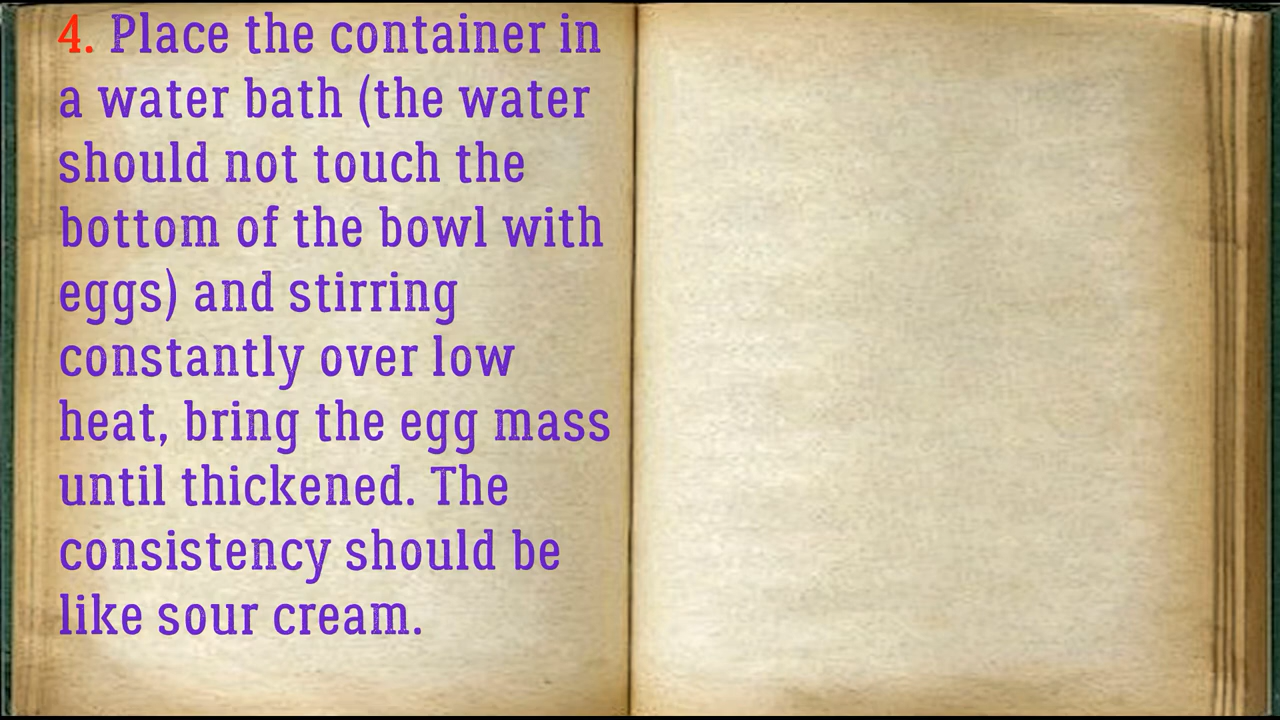 4. Place the container in
a water bath (the water
should not touch the
bottom of the bowl with
eggs) and stirring
constantly over low
heat, bring the egg mass
until thickened. The
consistency should be
like sour cream.